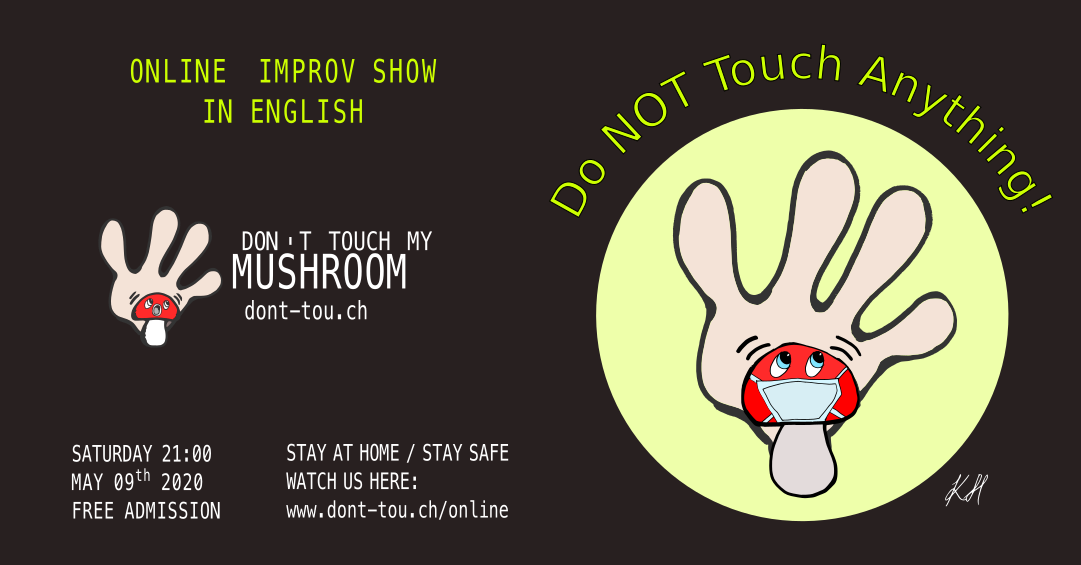 ONLINE IMPROV SHOW
IN ENGLISH
DON'T TOUCH MY
MUSHROOM
dont-tou.ch
SATURDAY 21:00
MAY 09th 2020
FREE ADMISSION
STAY AT HOME / STAY SAFE
WATCH US HERE:
www.dont-tou.ch/online
Do NOT Touch Anything!
KH